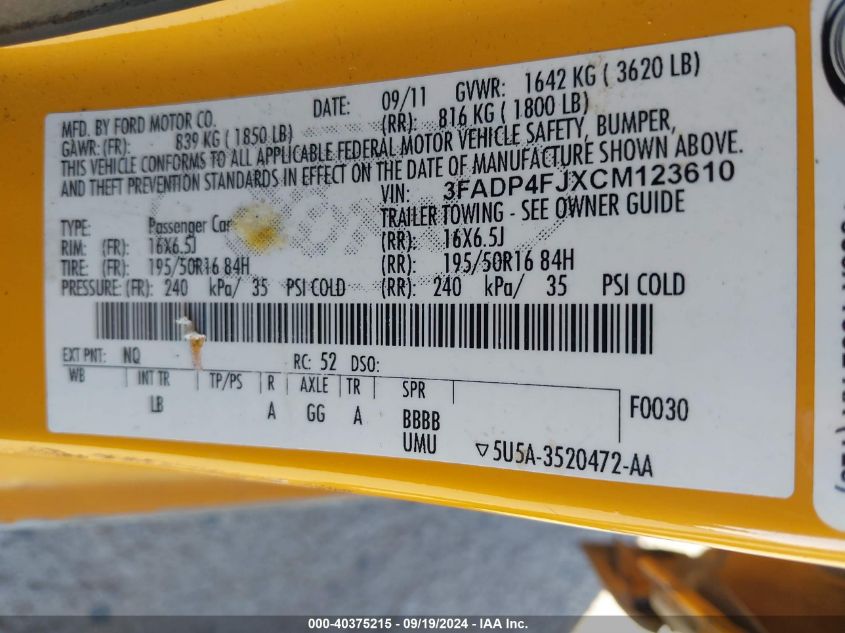 MFD. BY FORD MOTOR CO. DATE: 09/11 GVWR: 1642 KG ( 3620 LB)
GAWR: (FR): 839 KG ( 1850 LB) (RR): 816 KG ( 1800 LB)
THIS VEHICLE CONFORMS TO ALL APPLICABLE FEDERAL MOTOR VEHICLE SAFETY, BUMPER,
AND THEFT PREVENTION STANDARDS IN EFFECT ON THE DATE OF MANUFACTURE SHOWN ABOVE.
VIN: 3FADP4FJXCM123610
TYPE: Passenger Car TRAILER TOWING - SEE OWNER GUIDE
RIM: (FR): 16X6.5J (RR): 16X6.5J
TIRE: (FR): 195/50R16 84H (RR): 195/50R16 84H
PRESSURE: (FR): 240 kPa/ 35 PSI COLD (RR): 240 kPa/ 35 PSI COLD
EXT PNT: NQ RC: 52 DSO:
WB INT TR TP/PS R AXLE TR SPR
LB A GG A BBBB F0030
UMU ▽5U5A-3520472-AA
000-40375215 - 09/19/2024 - IAA Inc.